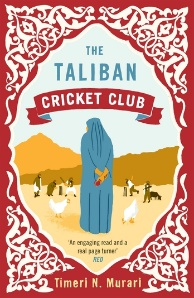 THE
TALIBAN
CRICKET CLUB
'An engaging read and a
real page turner'
RED
Timeri N. Murari